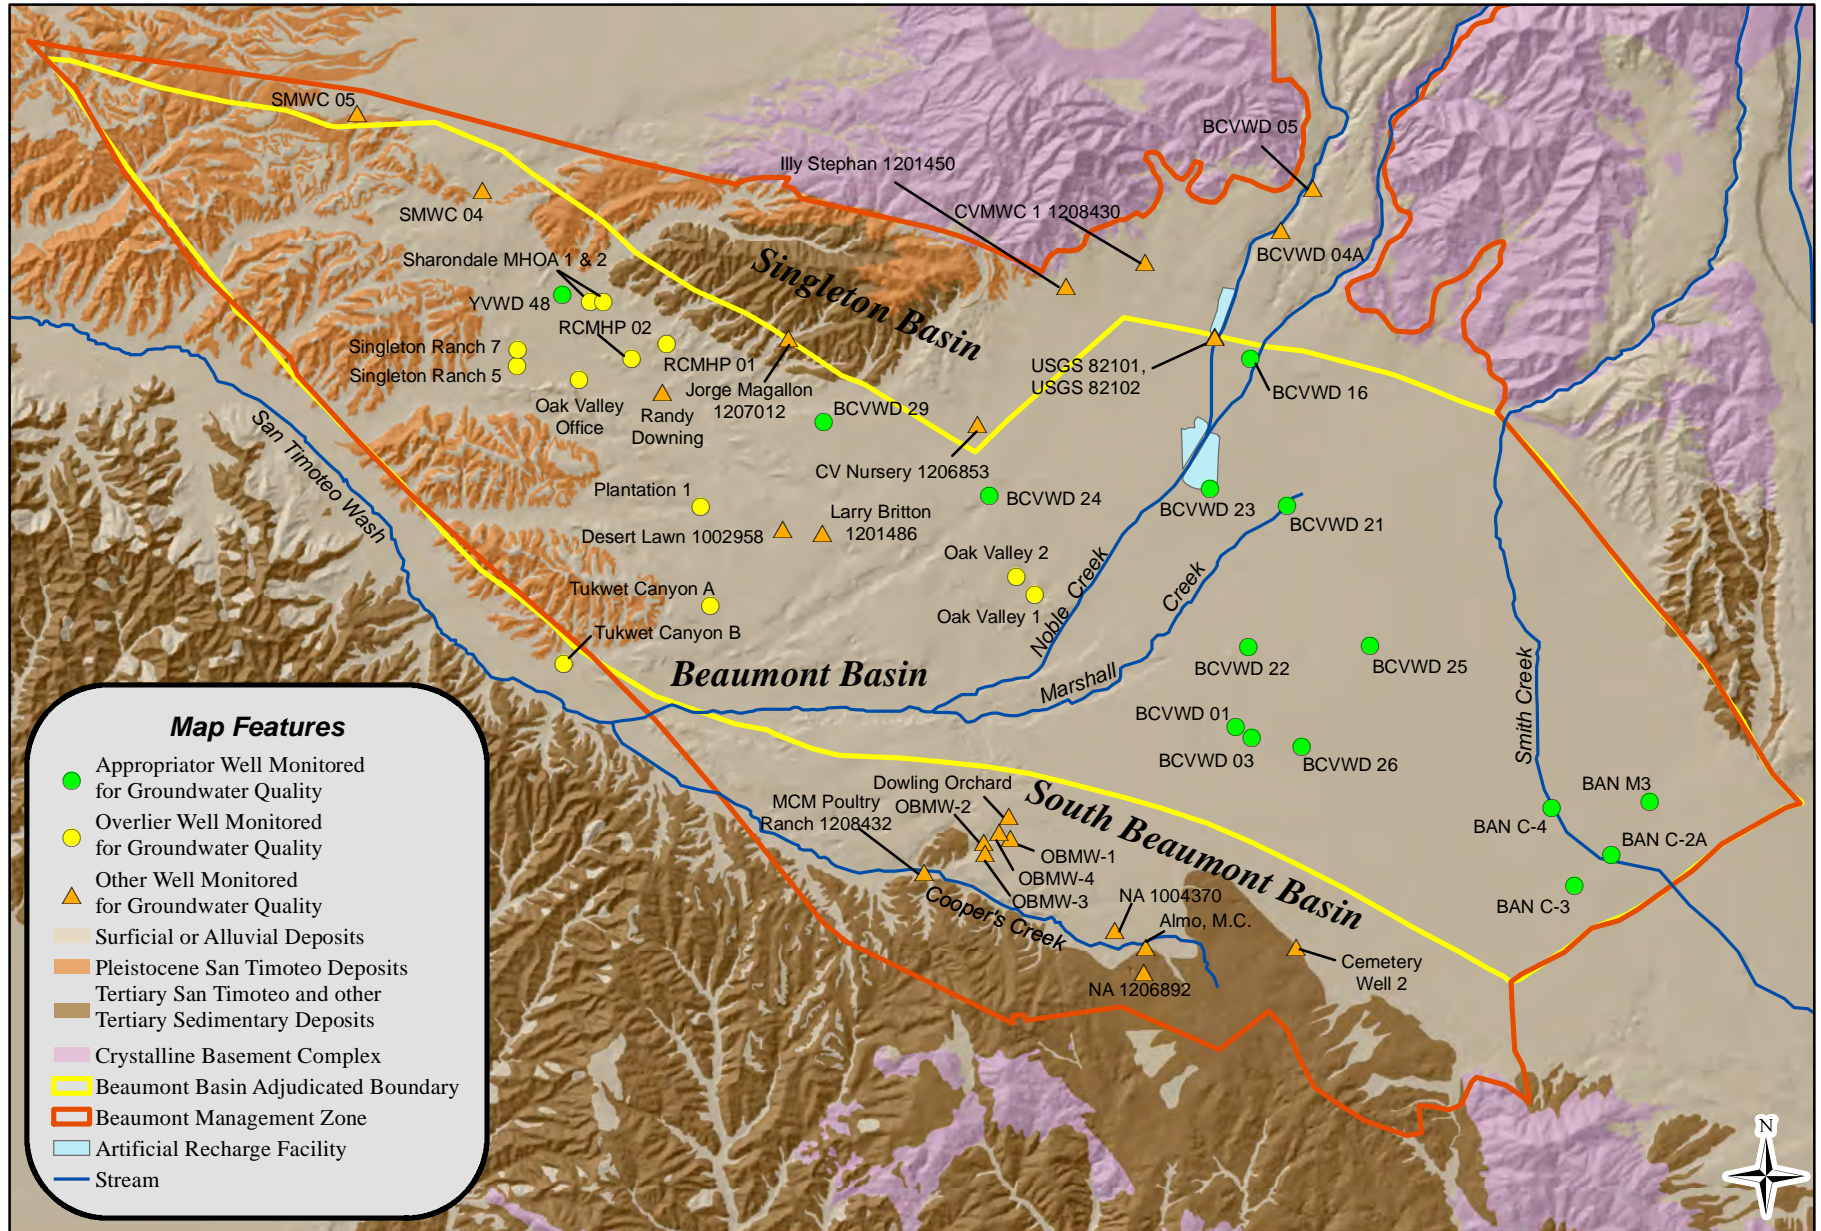 SMWC 05
BCVWD 05
Illy Stephan 1201450
SMWC 04
CVMWC 1 1208430
BCVWD 04A
Sharondale MHOA 1 & 2
Singleton Basin
YVWD 48
RCMHP 02
Singleton Ranch 7
Singleton Ranch 5
RCMHP 01
USGS 82101,
USGS 82102
BCVWD 16
Jorge Magallon
1207012
Oak Valley
Office
Randy
Downing
BCVWD 29
San Timoteo Wash
CV Nursery 1206853
Plantation 1
BCVWD 24
BCVWD 23
BCVWD 21
Larry Britton
1201486
Desert Lawn 1002958
Oak Valley 2
Noble Creek
Creek
Tukwet Canyon A
Oak Valley 1
Tukwet Canyon B
Beaumont Basin
Marshall
BCVWD 22
BCVWD 25
Smith Creek
BCVWD 01
BCVWD 03
BCVWD 26
Dowling Orchard
MCM Poultry
Ranch 1208432
OBMW-2
South Beaumont Basin
BAN M3
BAN C-4
BAN C-2A
OBMW-1
OBMW-4
OBMW-3
Cooper's Creek
NA 1004370
Almo, M.C.
BAN C-3
Cemetery
Well 2
NA 1206892
Map Features
Appropriator Well Monitored
for Groundwater Quality
Overlier Well Monitored
for Groundwater Quality
Other Well Monitored
for Groundwater Quality
Surficial or Alluvial Deposits
Pleistocene San Timoteo Deposits
Tertiary San Timoteo and other
Tertiary Sedimentary Deposits
Crystalline Basement Complex
Beaumont Basin Adjudicated Boundary
Beaumont Management Zone
Artificial Recharge Facility
Stream
N